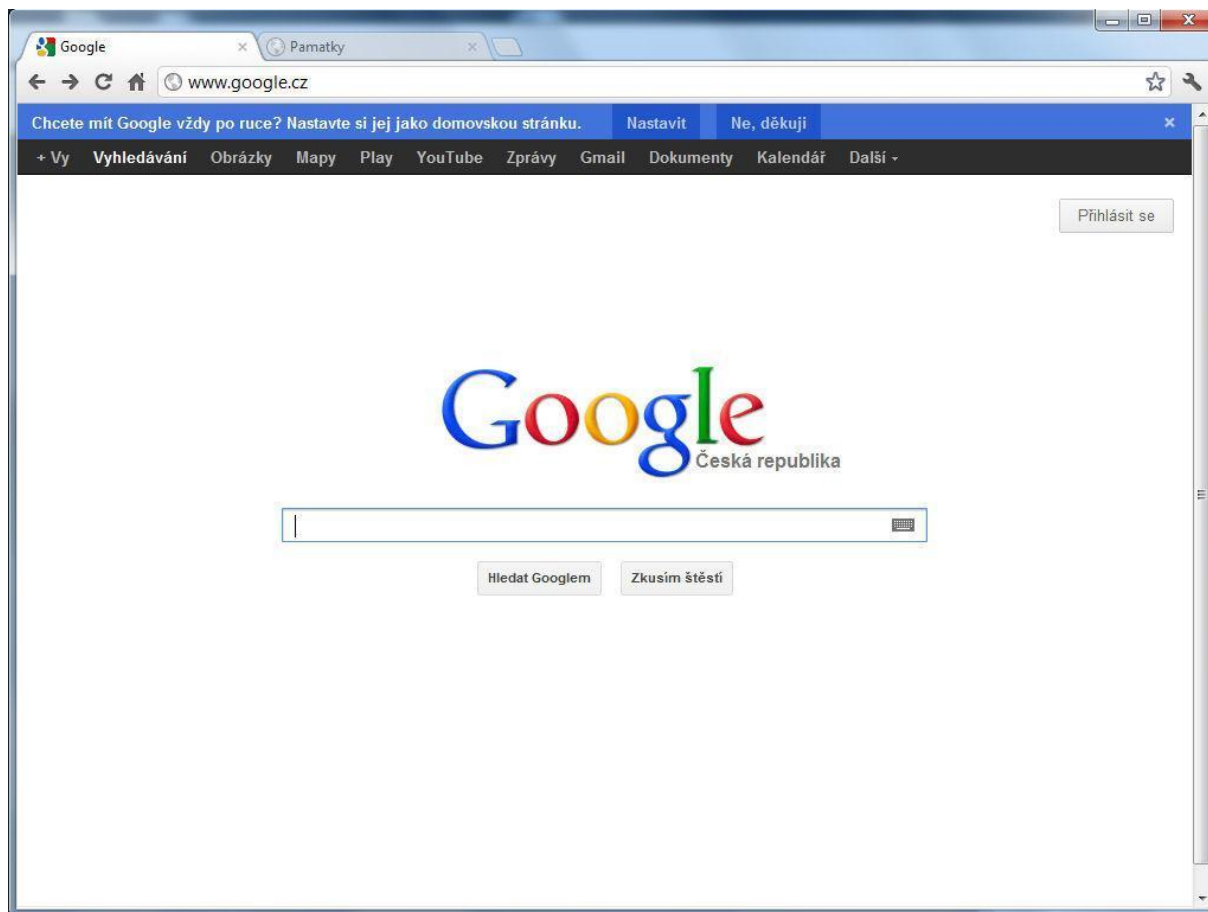 Google Pamatky
www.google.cz
Chcete mít Google vždy po ruce? Nastavte si jej jako domovskou stránku. Nastavit Ne, děkuji
+ Vy Vyhledávání Obrázky Mapy Play YouTube Zprávy Gmail Dokumenty Kalendář Další
Přihlásit se
Google
Česká republika
Hledat Googlem Zkusím štěstí